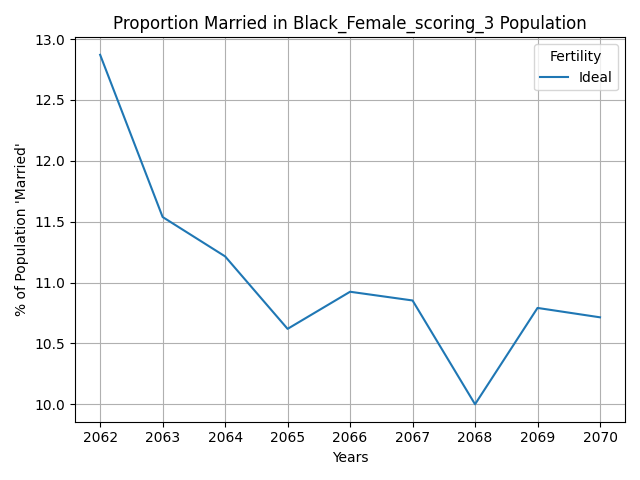 Proportion Married in Black_Female_scoring_3 Population
Fertility
Ideal
% of Population 'Married'
13.0
12.5
12.0
11.5
11.0
10.5
10.0
2062 2063 2064 2065 2066 2067 2068 2069 2070
Years